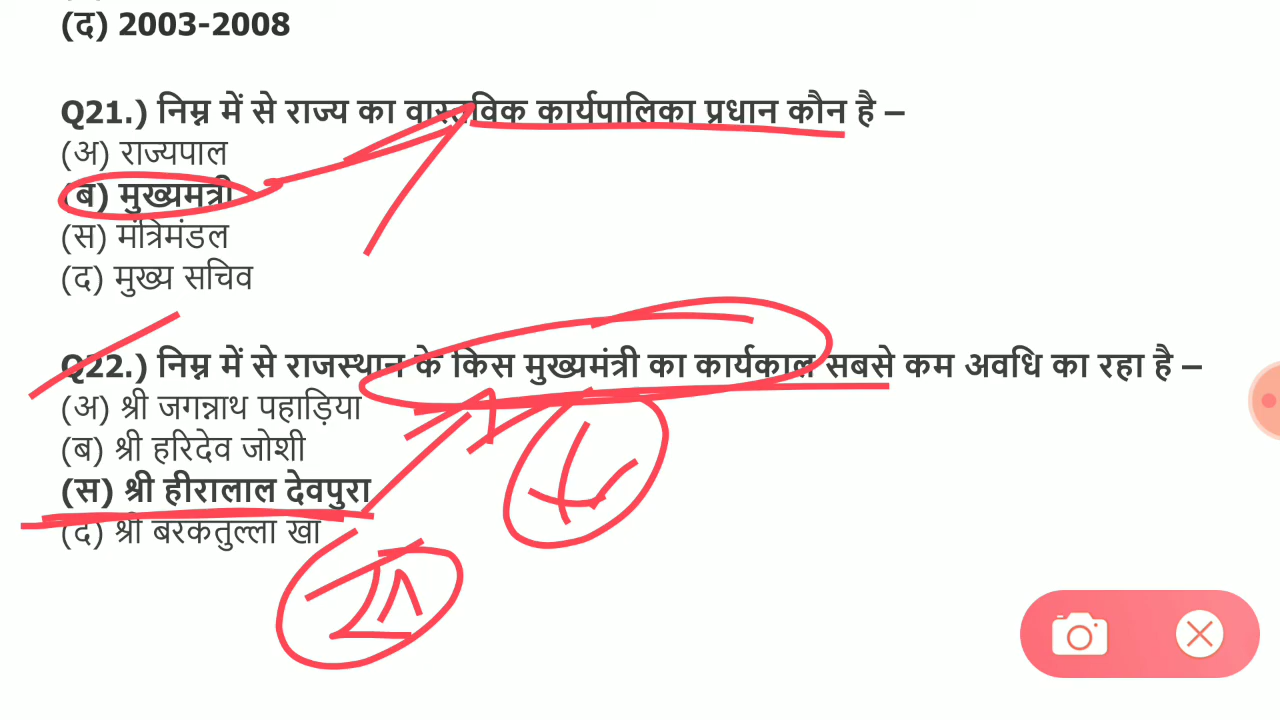 (द) 2003-2008
Q21.) निम्न में से राज्य का वास्तविक कार्यपालिका प्रधान कौन है –
(अ) राज्यपाल
(ब) मुख्यमत्री
(स) मंत्रिमंडल
(द) मुख्य सचिव
Q22.) निम्न में से राजस्थान के किस मुख्यमंत्री का कार्यकाल सबसे कम अवधि का रहा है –
(अ) श्री जगन्नाथ पहाड़िया
(ब) श्री हरिदेव जोशी
(स) श्री हीरालाल देवपुरा
(द) श्री बरकतुल्ला खा